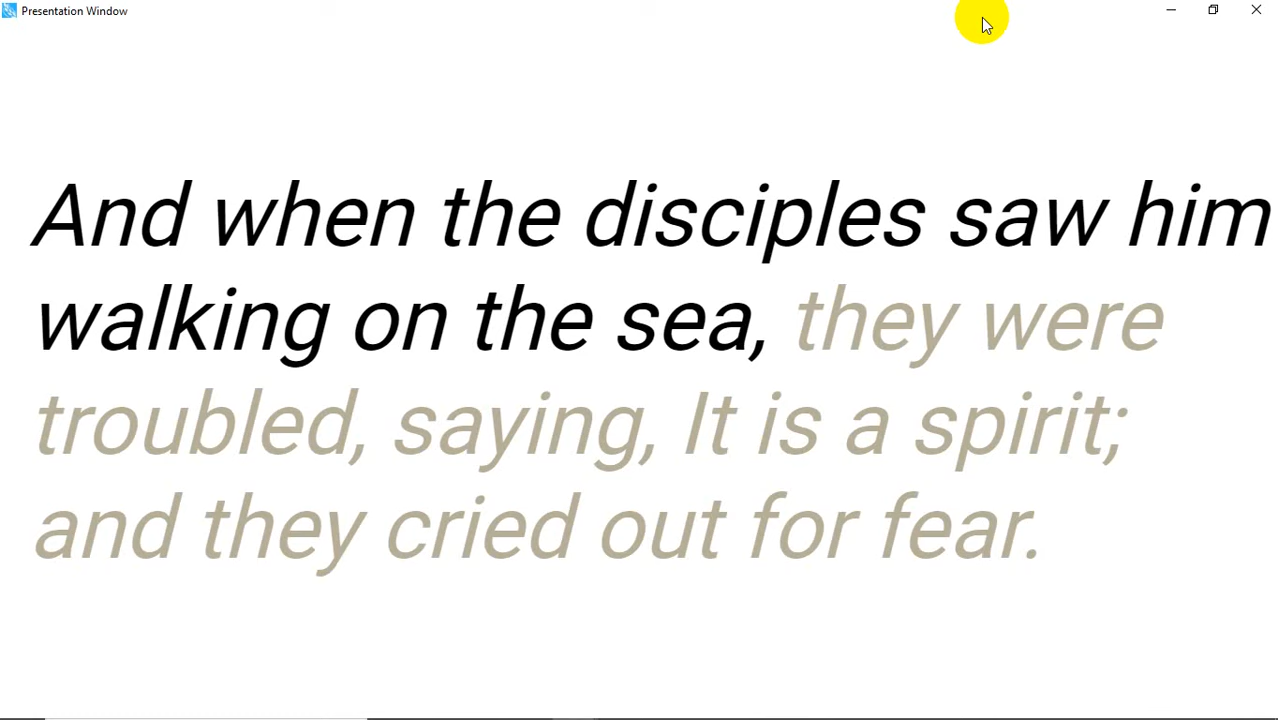 Presentation Window
And when the disciples saw him
walking on the sea, they were
troubled, saying, It is a spirit;
and they cried out for fear.